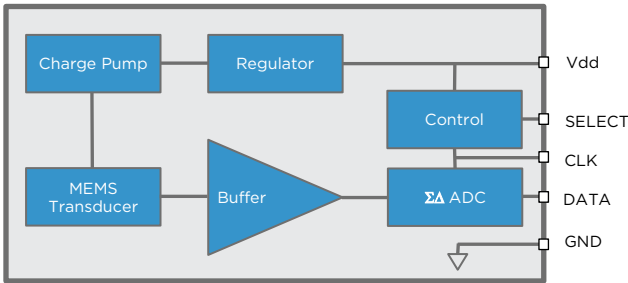 Charge Pump
Regulator
Vdd
Control
SELECT
CLK
MEMS
Transducer
Buffer
ΣΔ ADC
DATA
GND